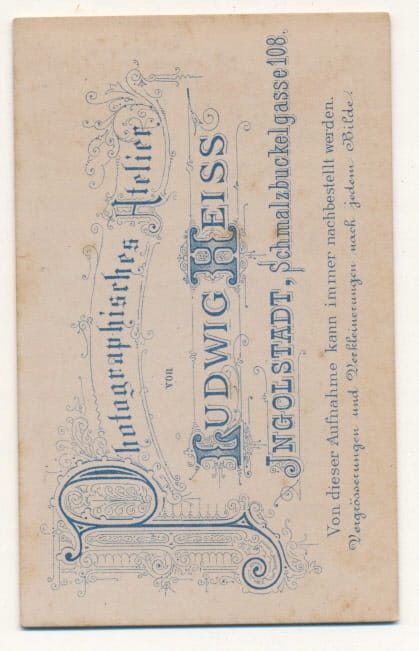 Photographisches Atelier
von
LUDWIG HEISS
INGOLSTADT, Schmalzbuckelgasse 108.
Von dieser Aufnahme kann immer nachbestellt werden.
Vergrösserungen und Verkleinerungen nach jedem Bilde.